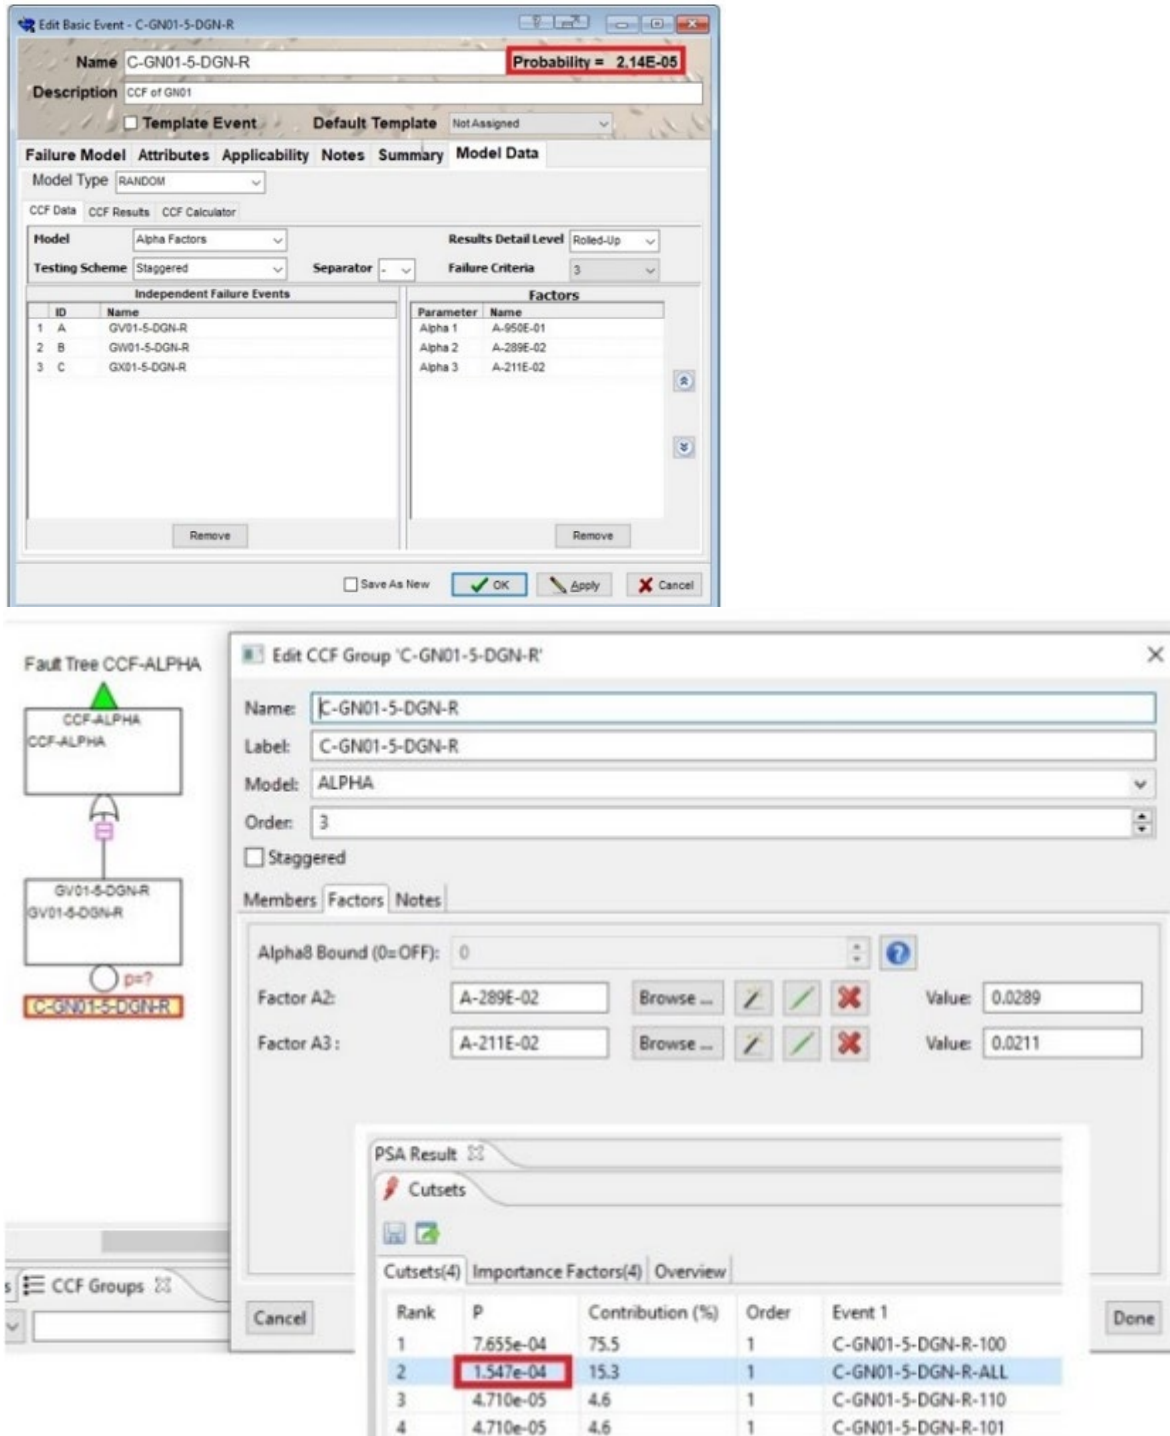 Edit Basic Event - C-GN01-5-DGN-R
Name C-GN01-5-DGN-R Probability = 2.14E-05
Description CCF of GN01
Template Event Default Template Not Assigned
Failure Model Attributes Applicability Notes Summary Model Data
Model Type RANDOM
CCF Data CCF Results CCF Calculator
Model Alpha Factors Results Detail Level Rolled-Up
Testing Scheme Staggered Separator - Failure Criteria 3
Independent Failure Events Factors
ID Name Parameter Name
1 A GV01-5-DGN-R Alpha 1 A-950E-01
2 B GW01-5-DGN-R Alpha 2 A-289E-02
3 C GX01-5-DGN-R Alpha 3 A-211E-02
Remove Remove
Save As New OK Apply Cancel
Fault Tree CCF-ALPHA
CCF-ALPHA
CCF-ALPHA
GV01-5-DGN-R
GV01-5-DGN-R
p=?
C-GN01-5-DGN-R
Edit CCF Group 'C-GN01-5-DGN-R'
Name: C-GN01-5-DGN-R
Label: C-GN01-5-DGN-R
Model: ALPHA
Order: 3
Staggered
Members Factors Notes
Alpha8 Bound (0=OFF): 0
Factor A2: A-289E-02 Browse ... Value: 0.0289
Factor A3 : A-211E-02 Browse ... Value: 0.0211
PSA Result
Cutsets
Cutsets(4) Importance Factors(4) Overview
s CCF Groups
Cancel Done
Rank P Contribution (%) Order Event 1
1 7.655e-04 75.5 1 C-GN01-5-DGN-R-100
2 1.547e-04 15.3 1 C-GN01-5-DGN-R-ALL
3 4.710e-05 4.6 1 C-GN01-5-DGN-R-110
4 4.710e-05 4.6 1 C-GN01-5-DGN-R-101